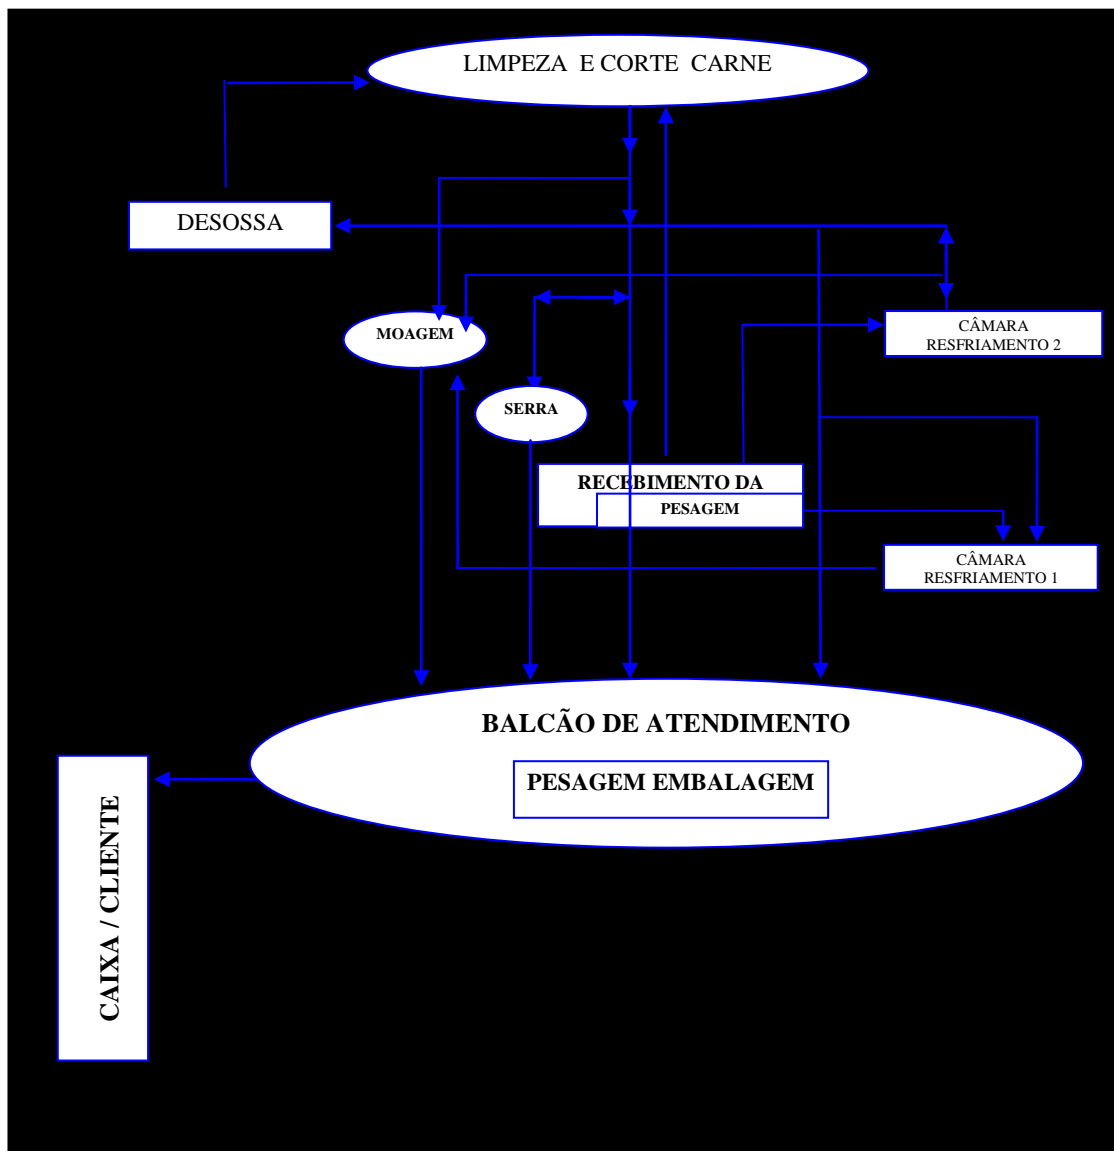 LIMPEZA E CORTE CARNE
DESOSSA
MOAGEM
CÂMARA
RESFRIAMENTO 2
SERRA
RECEBIMENTO DA
PESAGEM
CÂMARA
RESFRIAMENTO 1
BALCÃO DE ATENDIMENTO
PESAGEM EMBALAGEM
CAIXA / CLIENTE